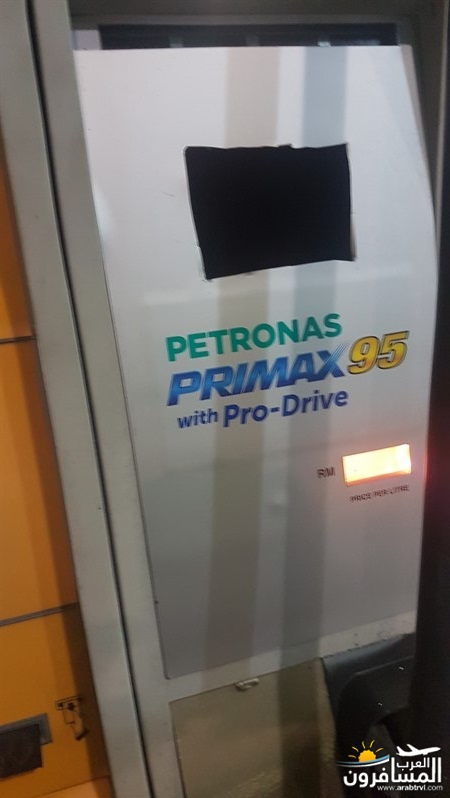 PETRONAS
PRIMAX 95
with Pro-Drive
RM
PRICE PER LITRE
العرب
المسافرون
www.arabtrvl.com